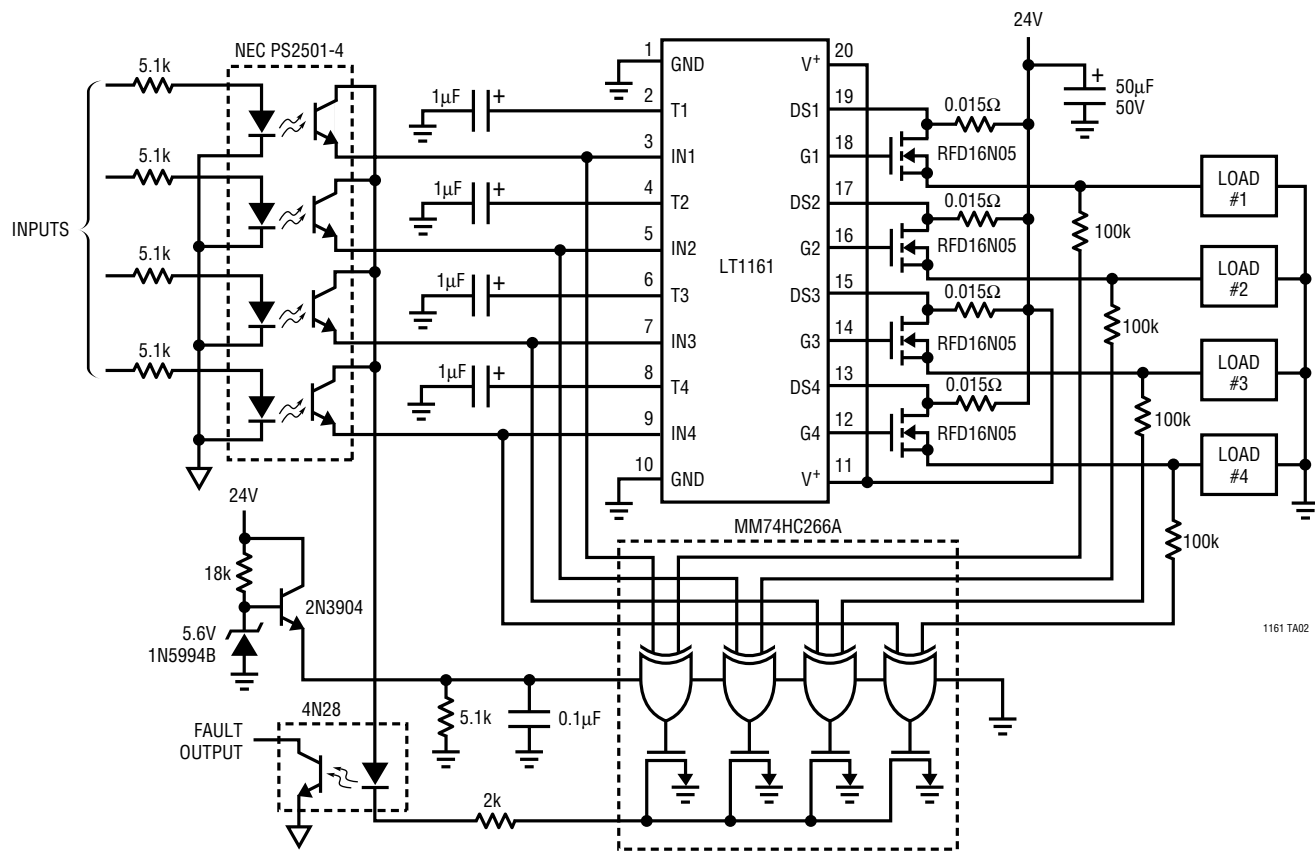 NEC PS2501-4
5.1k
5.1k
5.1k
5.1k
INPUTS
1µF
+
1µF
+
1µF
+
1µF
+
1
GND
2
T1
3
IN1
4
T2
5
IN2
6
T3
7
IN3
8
T4
9
IN4
10
GND
LT1161
20
V+
19
DS1
18
G1
17
DS2
16
G2
15
DS3
14
G3
13
DS4
12
G4
11
V+
24V
+
50µF
50V
0.015Ω
RFD16N05
0.015Ω
RFD16N05
0.015Ω
RFD16N05
0.015Ω
RFD16N05
LOAD
#1
100k
LOAD
#2
100k
LOAD
#3
100k
LOAD
#4
100k
24V
18k
2N3904
5.6V
1N5994B
MM74HC266A
5.1k
0.1µF
4N28
FAULT
OUTPUT
2k
1161 TA02